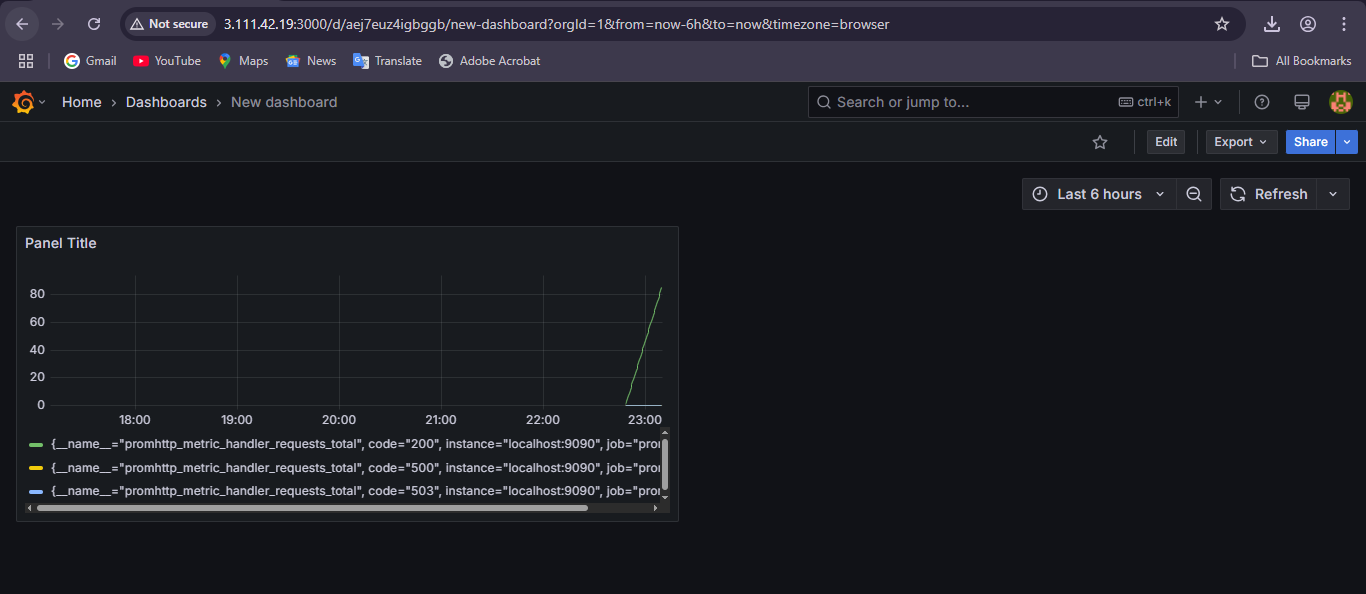 Not secure 3.111.42.19:3000/d/aej7euz4igbggb/new-dashboard?orgId=1&from=now-6h&to=now&timezone=browser
Gmail YouTube Maps News Translate Adobe Acrobat All Bookmarks
Home › Dashboards › New dashboard Search or jump to... ctrl+k
Edit Export Share
Last 6 hours Refresh
Panel Title
80
60
40
20
0
18:00 19:00 20:00 21:00 22:00 23:00
{__name__="promhttp_metric_handler_requests_total", code="200", instance="localhost:9090", job="pro
{__name__="promhttp_metric_handler_requests_total", code="500", instance="localhost:9090", job="pro
{__name__="promhttp_metric_handler_requests_total", code="503", instance="localhost:9090", job="pro